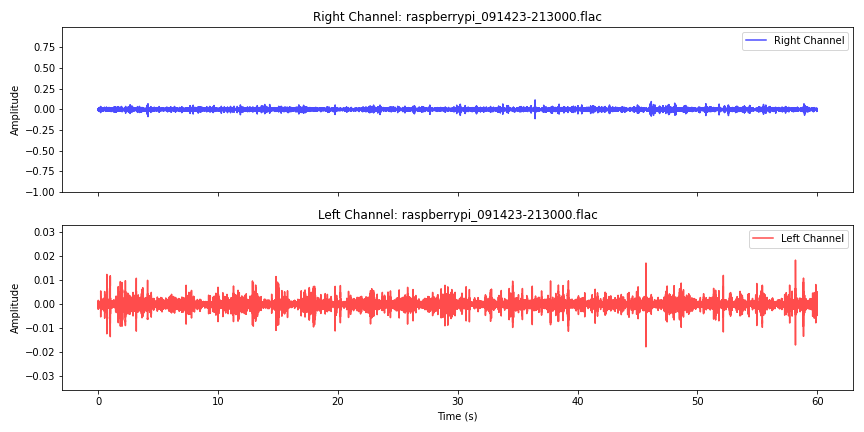 Right Channel: raspberrypi_091423-213000.flac
Right Channel
0.75
0.50
0.25
0.00
−0.25
−0.50
−0.75
−1.00
Amplitude
Left Channel: raspberrypi_091423-213000.flac
Left Channel
0.03
0.02
0.01
0.00
−0.01
−0.02
−0.03
Amplitude
0 10 20 30 40 50 60
Time (s)